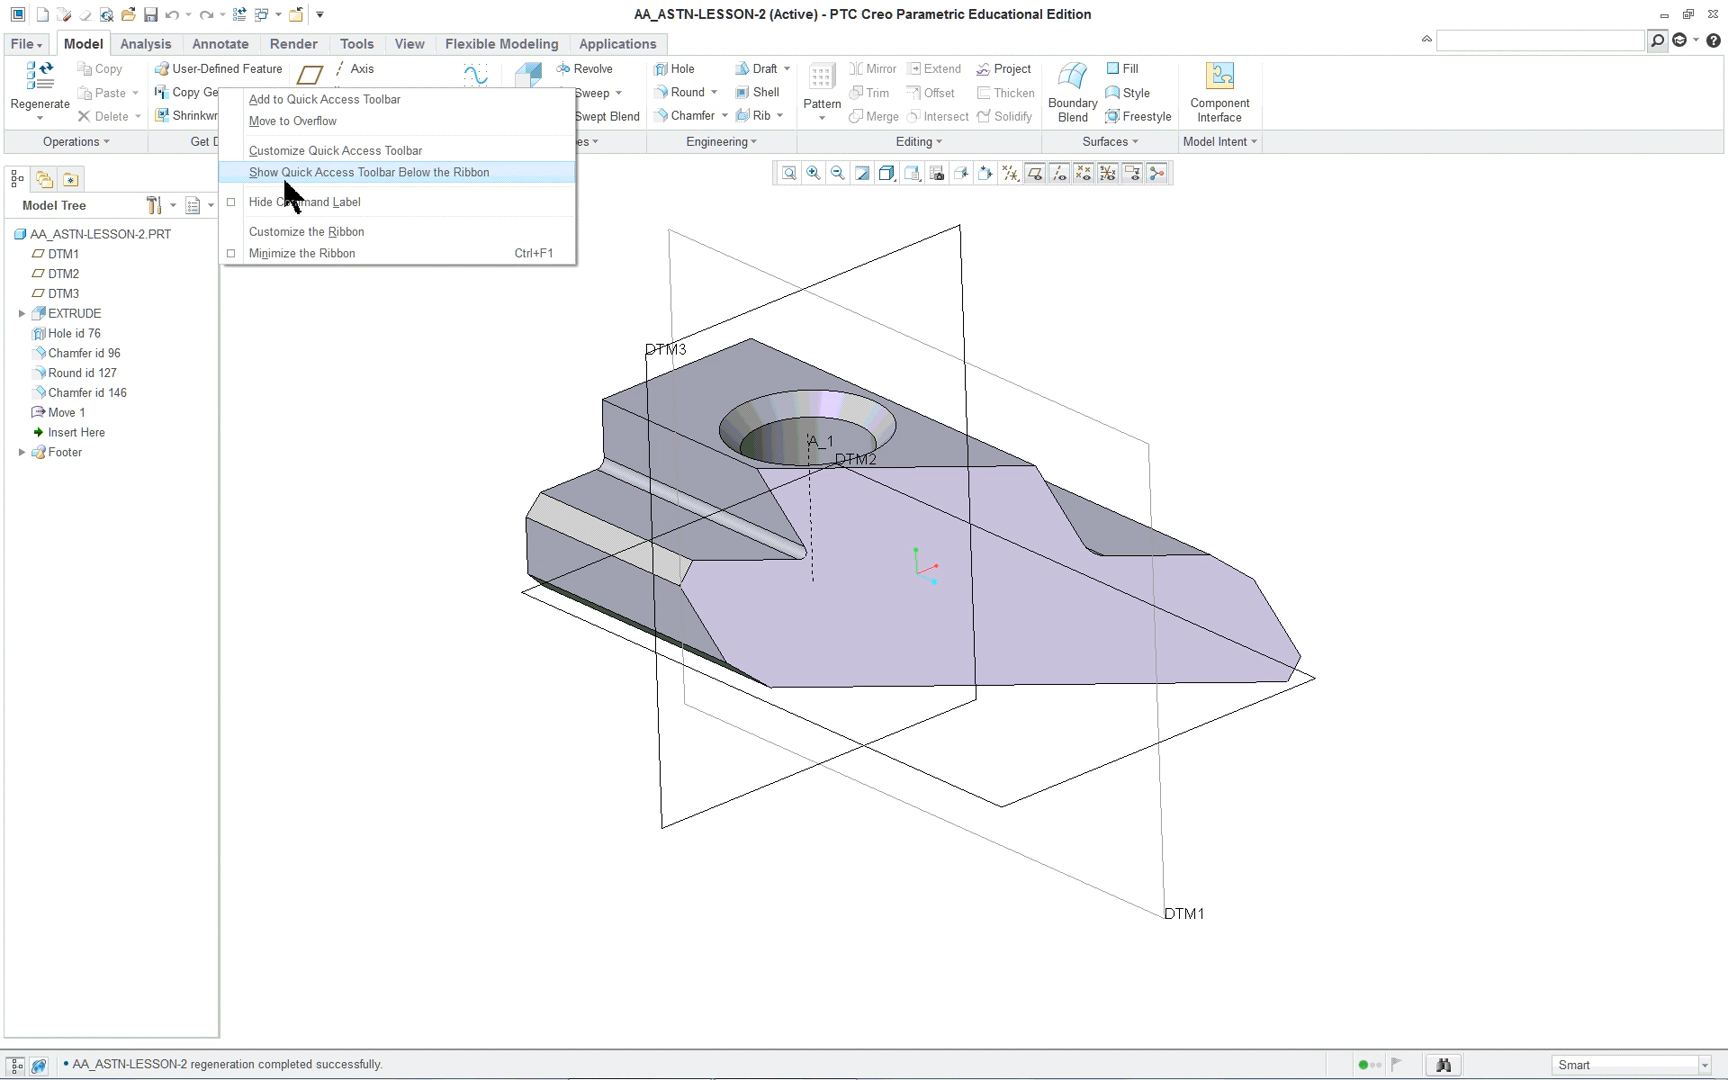 AA_ASTN-LESSON-2 (Active) - PTC Creo Parametric Educational Edition
File Model Analysis Annotate Render Tools View Flexible Modeling Applications
Regenerate
Copy
Paste
Delete
Operations
User-Defined Feature
Copy Ge
Shrinkwr
Get D
Axis
Revolve
Sweep
Swept Blend
es
Hole
Round
Chamfer
Draft
Shell
Rib
Engineering
Pattern
Mirror
Trim
Merge
Extend
Offset
Intersect
Project
Thicken
Solidify
Editing
Boundary
Blend
Fill
Style
Freestyle
Surfaces
Component
Interface
Model Intent
Add to Quick Access Toolbar
Move to Overflow
Customize Quick Access Toolbar
Show Quick Access Toolbar Below the Ribbon
Hide Command Label
Customize the Ribbon
Minimize the Ribbon Ctrl+F1
Model Tree
AA_ASTN-LESSON-2.PRT
DTM1
DTM2
DTM3
EXTRUDE
Hole id 76
Chamfer id 96
Round id 127
Chamfer id 146
Move 1
Insert Here
Footer
DTM3
A_1
DTM2
DTM1
• AA_ASTN-LESSON-2 regeneration completed successfully.
Smart